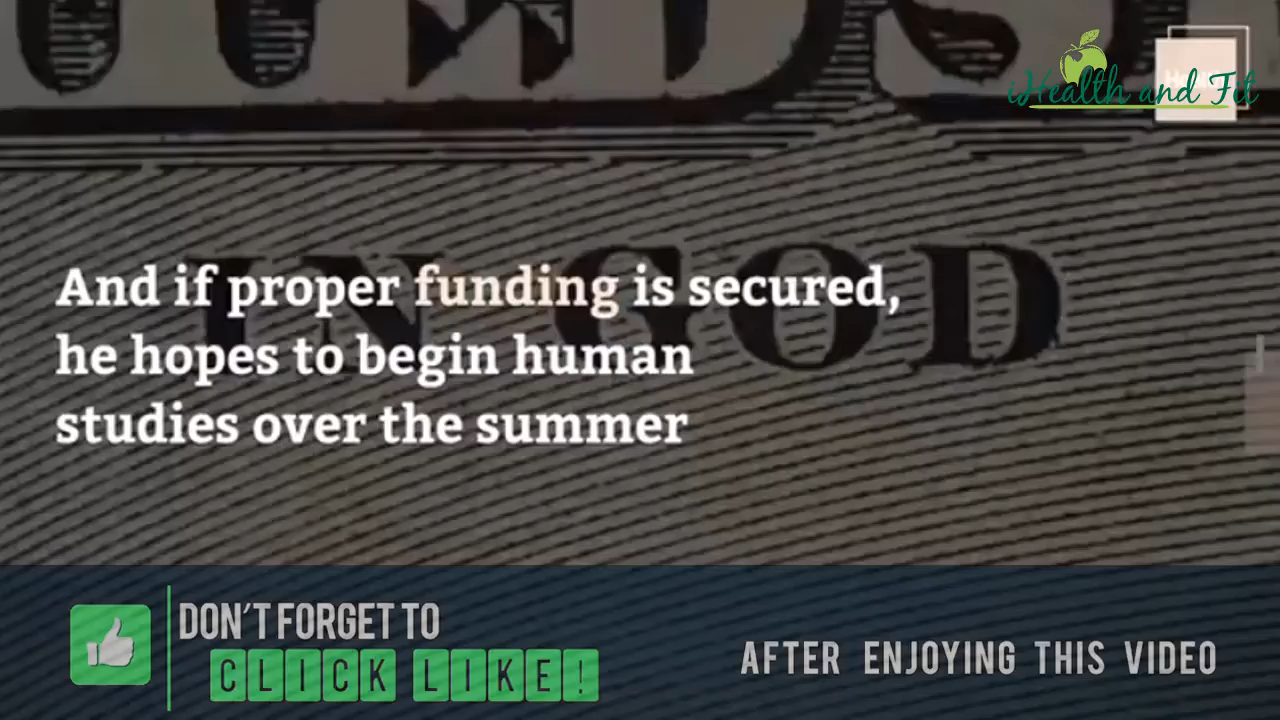 iHealth and Fit
And if proper funding is secured,
he hopes to begin human
studies over the summer
IN GOD
DON'T FORGET TO
CLICK LIKE!
AFTER ENJOYING THIS VIDEO